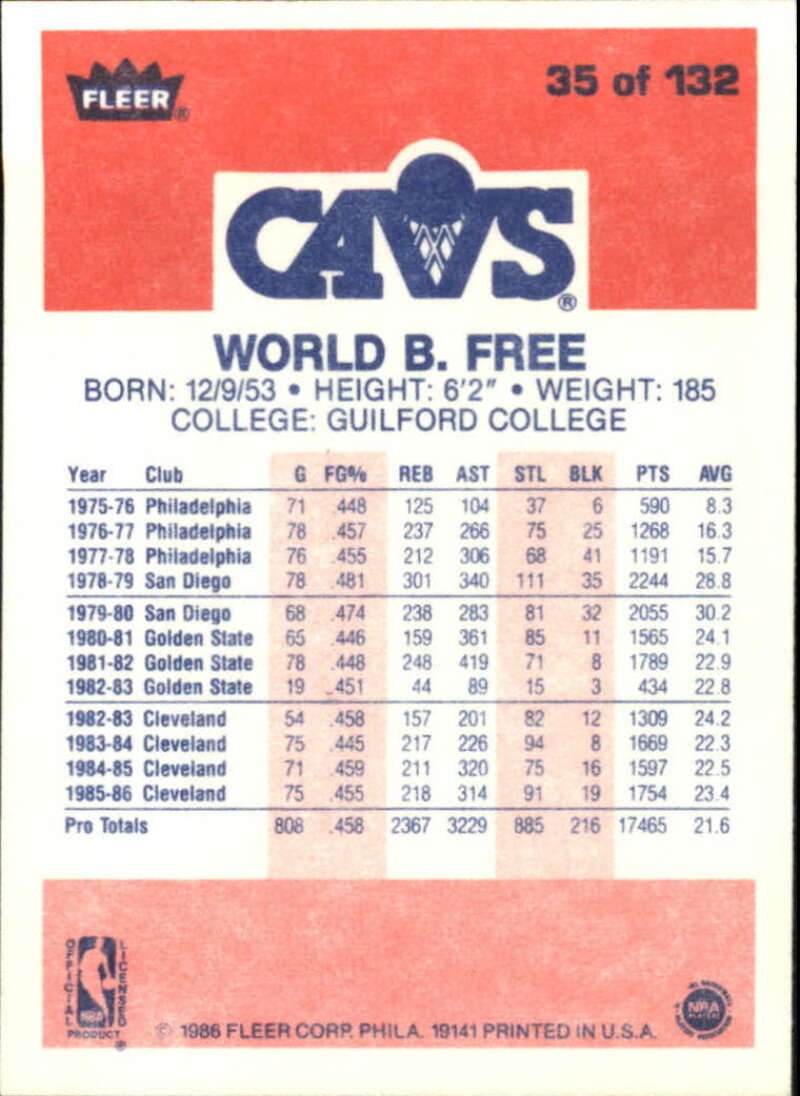 FLEER®
35 of 132
CAVS®
WORLD B. FREE
BORN: 12/9/53 • HEIGHT: 6'2" • WEIGHT: 185
COLLEGE: GUILFORD COLLEGE
Year Club G FG% REB AST STL BLK PTS AVG
1975-76 Philadelphia 71 .448 125 104 37 6 590 8.3
1976-77 Philadelphia 78 .457 237 266 75 25 1268 16.3
1977-78 Philadelphia 76 .455 212 306 68 41 1191 15.7
1978-79 San Diego 78 .481 301 340 111 35 2244 28.8
1979-80 San Diego 68 .474 238 283 81 32 2055 30.2
1980-81 Golden State 65 .446 159 361 85 11 1565 24.1
1981-82 Golden State 78 .448 248 419 71 8 1789 22.9
1982-83 Golden State 19 .451 44 89 15 3 434 22.8
1982-83 Cleveland 54 .458 157 201 82 12 1309 24.2
1983-84 Cleveland 75 .445 217 226 94 8 1669 22.3
1984-85 Cleveland 71 .459 211 320 75 16 1597 22.5
1985-86 Cleveland 75 .455 218 314 91 19 1754 23.4
Pro Totals 808 .458 2367 3229 885 216 17465 21.6
OFFICIAL
LICENSED
NBA
PRODUCT®
© 1986 FLEER CORP. PHILA. 19141 PRINTED IN U.S.A.
PLAYERS